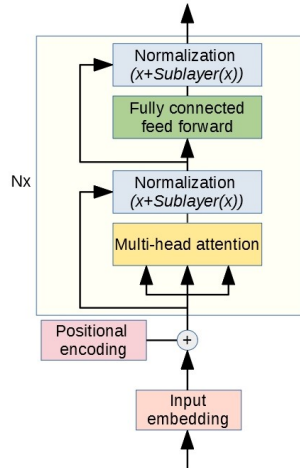 Normalization
(x+Sublayer(x))
Fully connected
feed forward
Nx
Normalization
(x+Sublayer(x))
Multi-head attention
Positional
encoding
+
Input
embedding